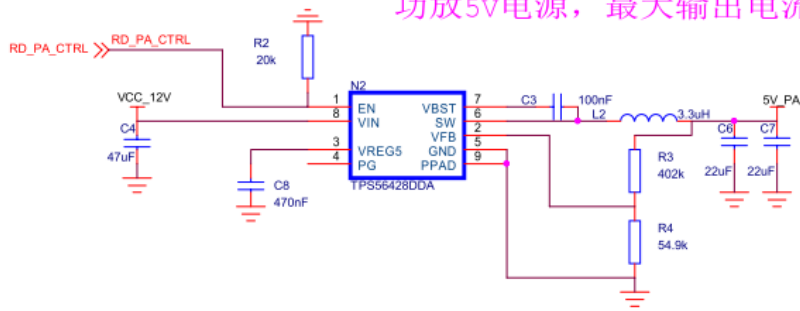 功放5V电源，最大输出电流
RD_PA_CTRL
RD_PA_CTRL
R2
20k
N2
VCC_12V
C4
47uF
1
EN
8
VIN
3
VREG5
4
PG
VBST
7
SW
6
VFB
2
GND
5
PPAD
9
TPS56428DDA
C8
470nF
C3
100nF
L2
3.3uH
5V_PA
C6
C7
22uF
22uF
R3
402k
R4
54.9k